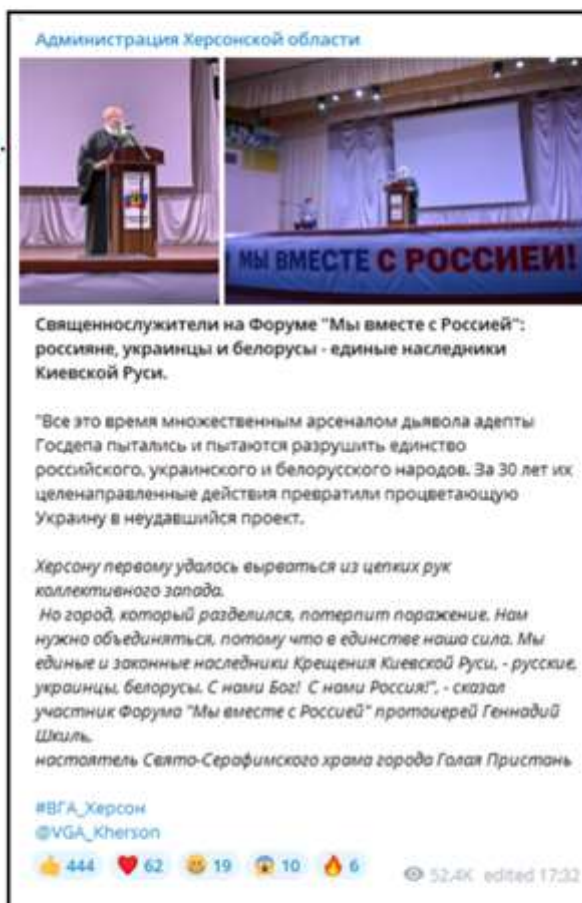 Администрация Херсонской области
МЫ ВМЕСТЕ С РОССИЕЙ!
Священнослужители на Форуме "Мы вместе с Россией":
россияне, украинцы и белорусы - единые наследники
Киевской Руси.
"Все это время множественным арсеналом дьявола адепты
Госдепа пытались и пытаются разрушить единство
российского, украинского и белорусского народов. За 30 лет их
целенаправленные действия превратили процветающую
Украину в неудавшийся проект.
Херсону первому удалось вырваться из цепких рук
коллективного запада.
Но город, который разделился, потерпит поражение. Нам
нужно объединяться, потому что в единстве наша сила. Мы
единые и законные наследники Крещения Киевской Руси, - русские,
украинцы, белорусы. С нами Бог! С нами Россия!", - сказал
участник Форума "Мы вместе с Россией" протоиерей Геннадий
Шкиль,
настоятель Свято-Серафимского храма города Голая Пристань
#ВГА_Херсон
@VGA_Kherson
444 62 19 10 6 52.4K edited 17:32